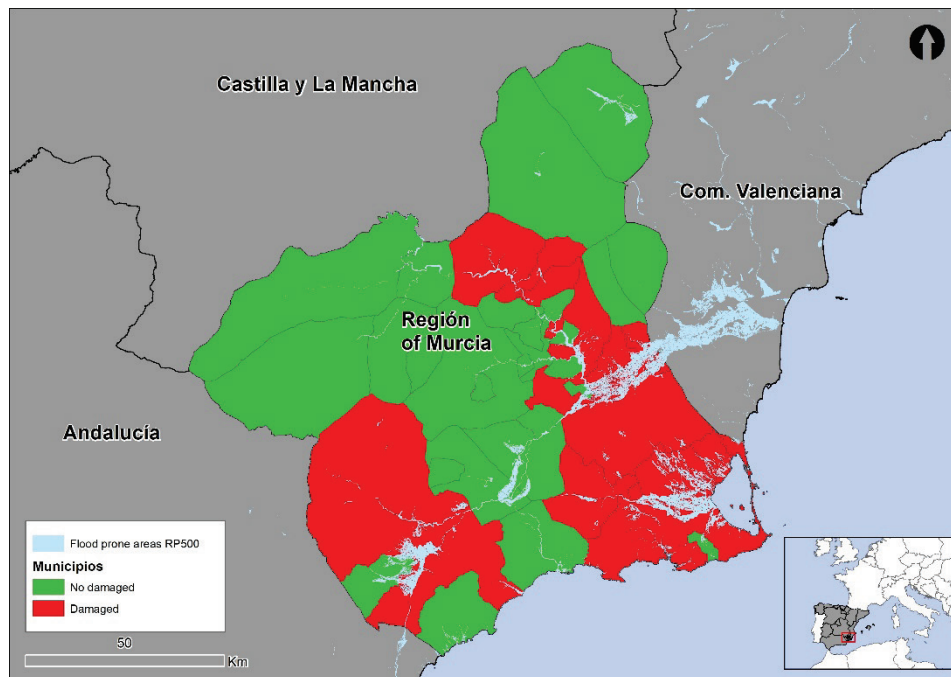 Castilla y La Mancha
Com. Valenciana
Región
of Murcia
Andalucía
Flood prone areas RP500
Municipios
No damaged
Damaged
50
Km